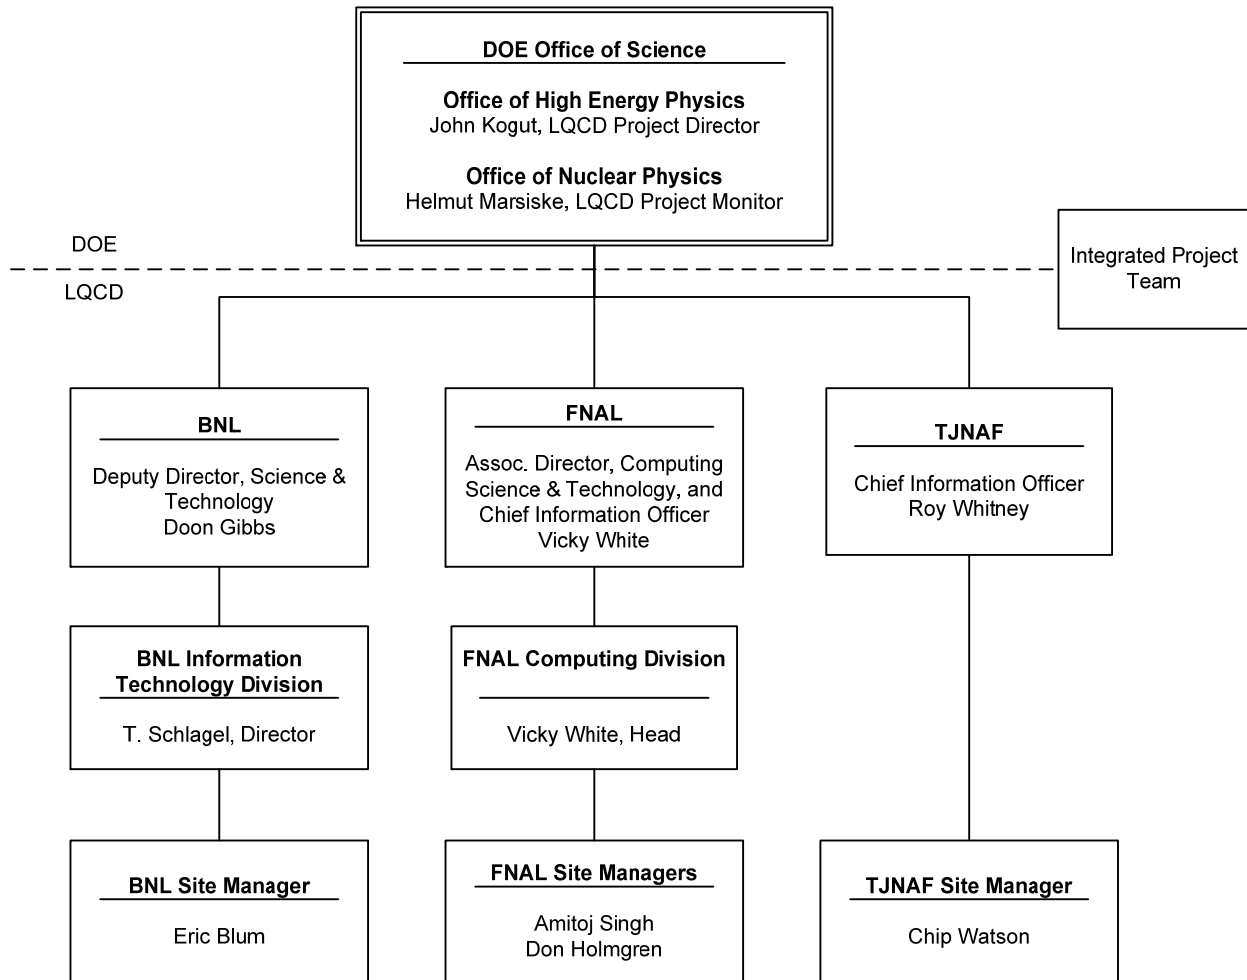 DOE Office of Science
Office of High Energy Physics
John Kogut, LQCD Project Director
Office of Nuclear Physics
Helmut Marsiske, LQCD Project Monitor
DOE
LQCD
Integrated Project
Team
BNL
Deputy Director, Science &
Technology
Doon Gibbs
FNAL
Assoc. Director, Computing
Science & Technology, and
Chief Information Officer
Vicky White
TJNAF
Chief Information Officer
Roy Whitney
BNL Information
Technology Division
T. Schlagel, Director
FNAL Computing Division
Vicky White, Head
BNL Site Manager
Eric Blum
FNAL Site Managers
Amitoj Singh
Don Holmgren
TJNAF Site Manager
Chip Watson